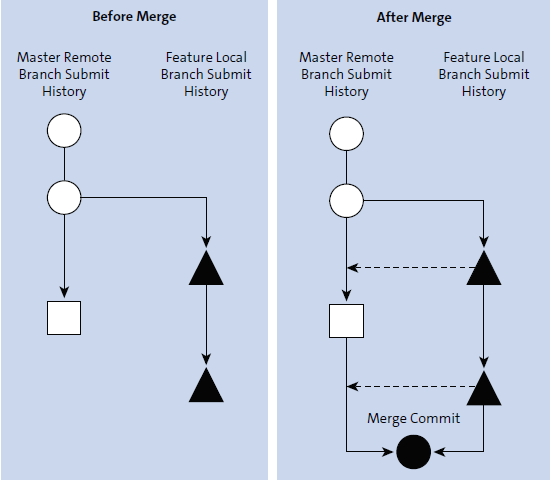 Before Merge
Master Remote
Branch Submit
History
Feature Local
Branch Submit
History
After Merge
Master Remote
Branch Submit
History
Feature Local
Branch Submit
History
Merge Commit